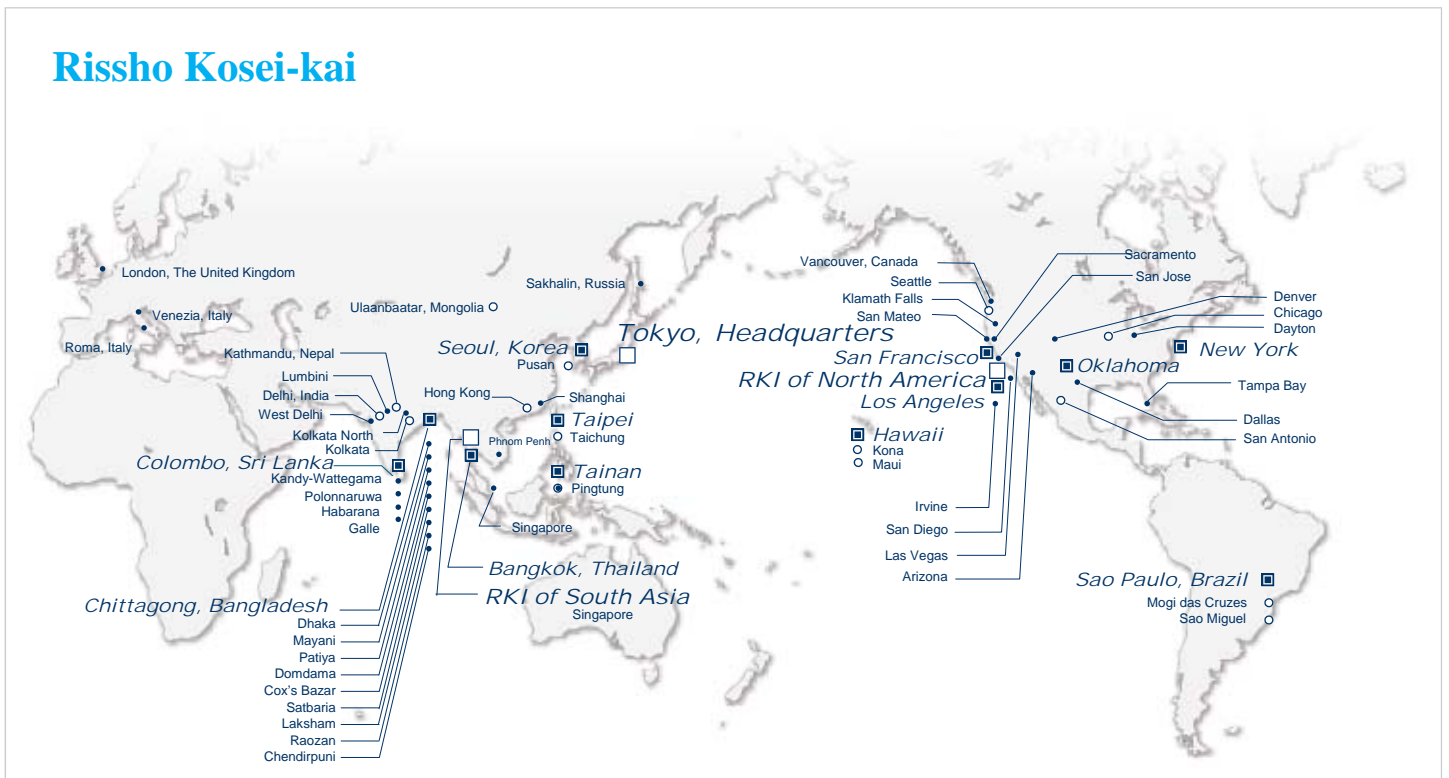 Rissho Kosei-kai
London, The United Kingdom
Venezia, Italy
Roma, Italy
Ulaanbaatar, Mongolia
Sakhalin, Russia
Tokyo, Headquarters
Seoul, Korea
Pusan
Kathmandu, Nepal
Lumbini
Delhi, India
West Delhi
Kolkata North
Kolkata
Hong Kong
Shanghai
Taipei
Taichung
Phnom Penh
Tainan
Pingtung
Colombo, Sri Lanka
Kandy-Wattegama
Polonnaruwa
Habarana
Galle
Singapore
Bangkok, Thailand
RKI of South Asia
Singapore
Chittagong, Bangladesh
Dhaka
Mayani
Patiya
Domdama
Cox's Bazar
Satbaria
Laksham
Raozan
Chendirpuni
Vancouver, Canada
Seattle
Klamath Falls
San Mateo
San Francisco
RKI of North America
Los Angeles
Hawaii
Kona
Maui
Irvine
San Diego
Las Vegas
Arizona
Sacramento
San Jose
Denver
Chicago
Dayton
New York
Oklahoma
Tampa Bay
Dallas
San Antonio
Sao Paulo, Brazil
Mogi das Cruzes
Sao Miguel